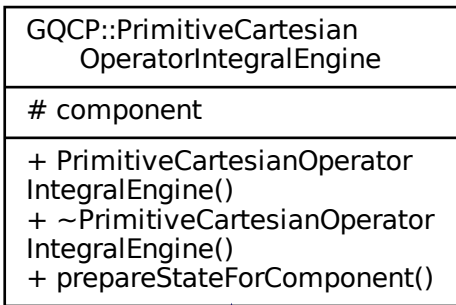 GQCP::PrimitiveCartesian
OperatorIntegralEngine
# component
+ PrimitiveCartesianOperator
IntegralEngine()
+ ~PrimitiveCartesianOperator
IntegralEngine()
+ prepareStateForComponent()